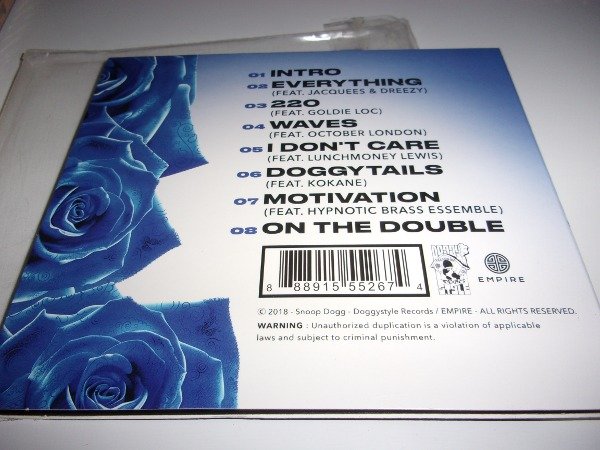 01 INTRO
02 EVERYTHING
(FEAT. JACQUEES & DREEZY)
03 220
(FEAT. GOLDIE LOC)
04 WAVES
(FEAT. OCTOBER LONDON)
05 I DON'T CARE
(FEAT. LUNCHMONEY LEWIS)
06 DOGGYTAILS
(FEAT. KOKANE)
07 MOTIVATION
(FEAT. HYPNOTIC BRASS ESSEMBLE)
08 ON THE DOUBLE
8 88915 55267 4
EMPIRE
© 2018 - Snoop Dogg - Doggystyle Records / EMPIRE - ALL RIGHTS RESERVED.
WARNING : Unauthorized duplication is a violation of applicable
laws and subject to criminal punishment.